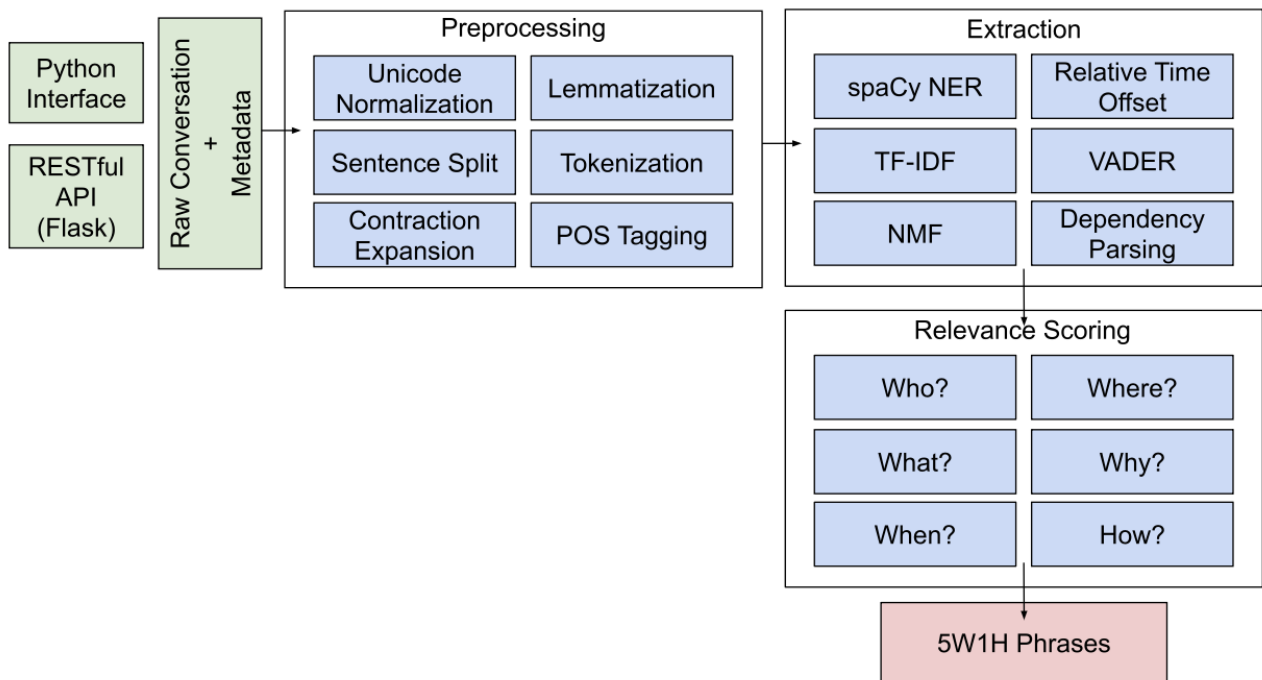 Python
Interface
RESTful
API
(Flask)
Raw Conversation
+
Metadata
Preprocessing
Unicode
Normalization
Lemmatization
Sentence Split
Tokenization
Contraction
Expansion
POS Tagging
Extraction
spaCy NER
Relative Time
Offset
TF-IDF
VADER
NMF
Dependency
Parsing
Relevance Scoring
Who?
Where?
What?
Why?
When?
How?
5W1H Phrases